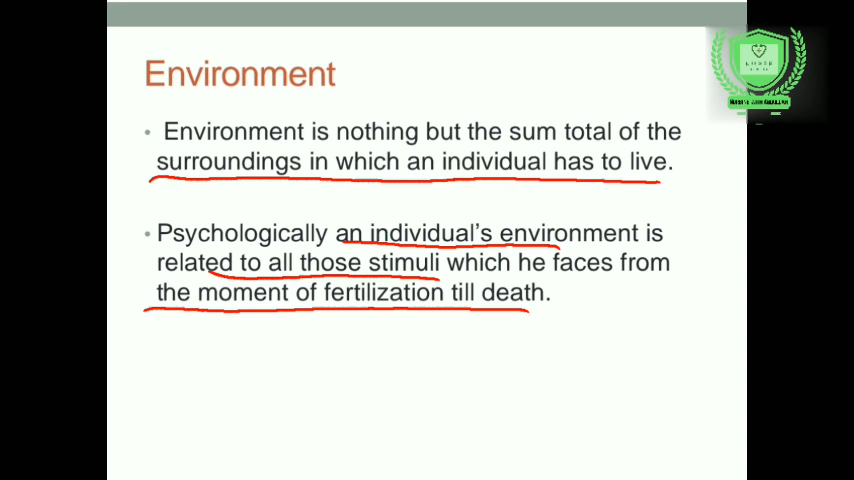 Environment
• Environment is nothing but the sum total of the
surroundings in which an individual has to live.
• Psychologically an individual's environment is
related to all those stimuli which he faces from
the moment of fertilization till death.